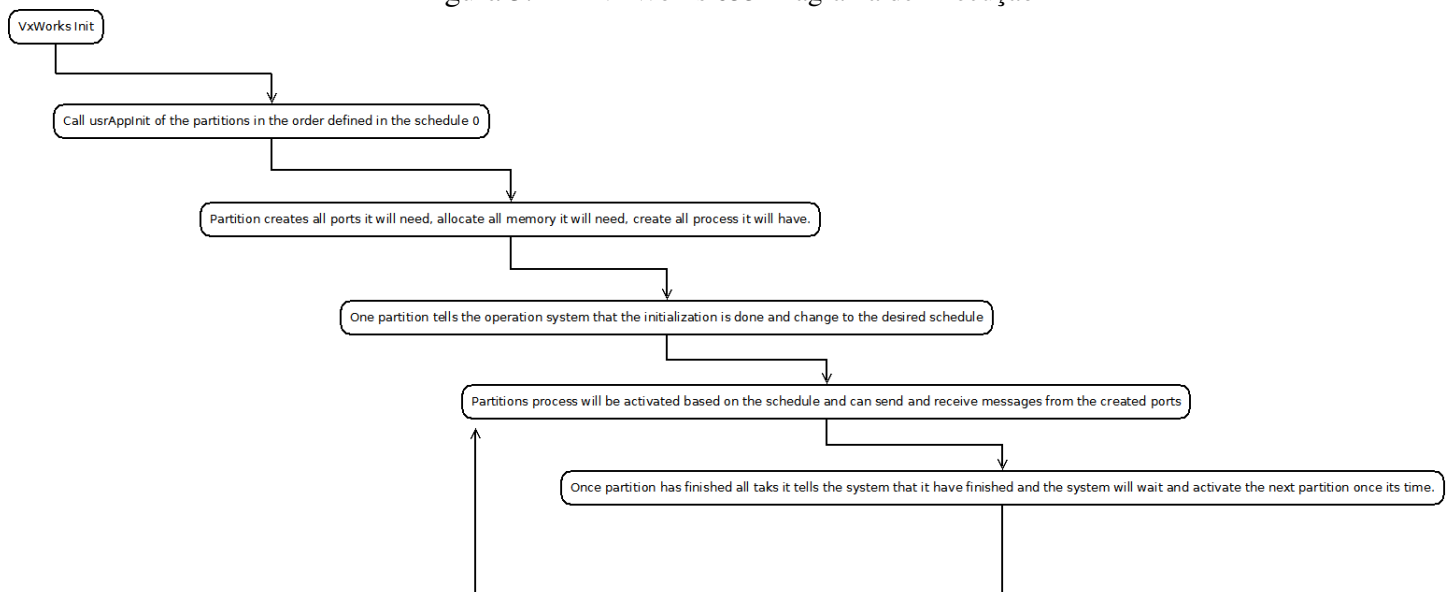 VxWorks Init
Call usrAppInit of the partitions in the order defined in the schedule 0
Partition creates all ports it will need, allocate all memory it will need, create all process it will have.
One partition tells the operation system that the initialization is done and change to the desired schedule
Partitions process will be activated based on the schedule and can send and receive messages from the created ports
Once partition has finished all taks it tells the system that it have finished and the system will wait and activate the next partition once its time.